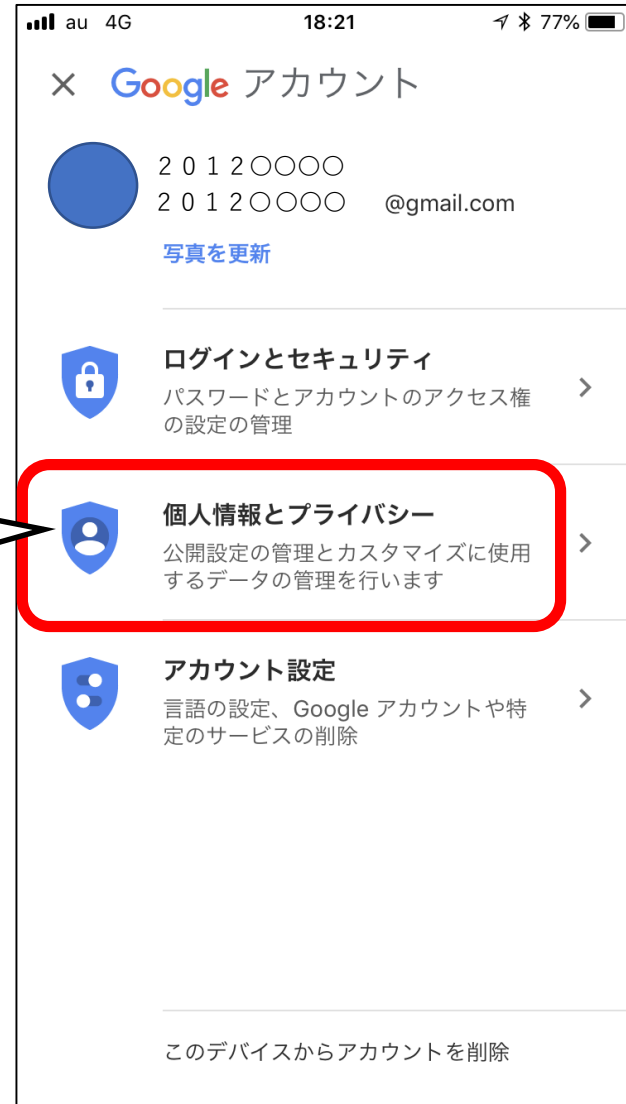 au 4G 18:21 77%
× Google アカウント
２０１２○○○○
２０１２○○○○ @gmail.com
写真を更新
ログインとセキュリティ
パスワードとアカウントのアクセス権
の設定の管理
個人情報とプライバシー
公開設定の管理とカスタマイズに使用
するデータの管理を行います
アカウント設定
言語の設定、Google アカウントや特
定のサービスの削除
このデバイスからアカウントを削除